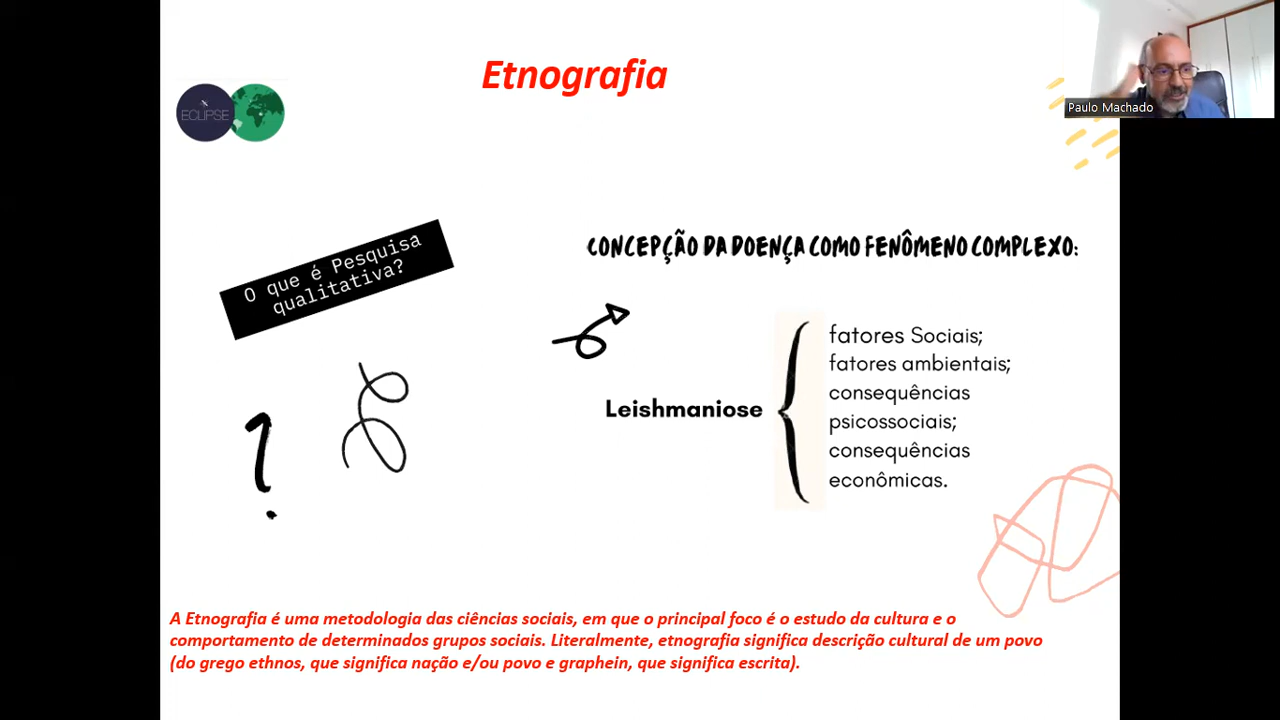 Etnografia
ECLIPSE
Paulo Machado
O que é Pesquisa
qualitativa?
CONCEPÇÃO DA DOENÇA COMO FENÔMENO COMPLEXO:
fatores Sociais;
fatores ambientais;
consequências
psicossociais;
consequências
econômicas.
Leishmaniose
?
A Etnografia é uma metodologia das ciências sociais, em que o principal foco é o estudo da cultura e o
comportamento de determinados grupos sociais. Literalmente, etnografia significa descrição cultural de um povo
(do grego ethnos, que significa nação e/ou povo e graphein, que significa escrita).